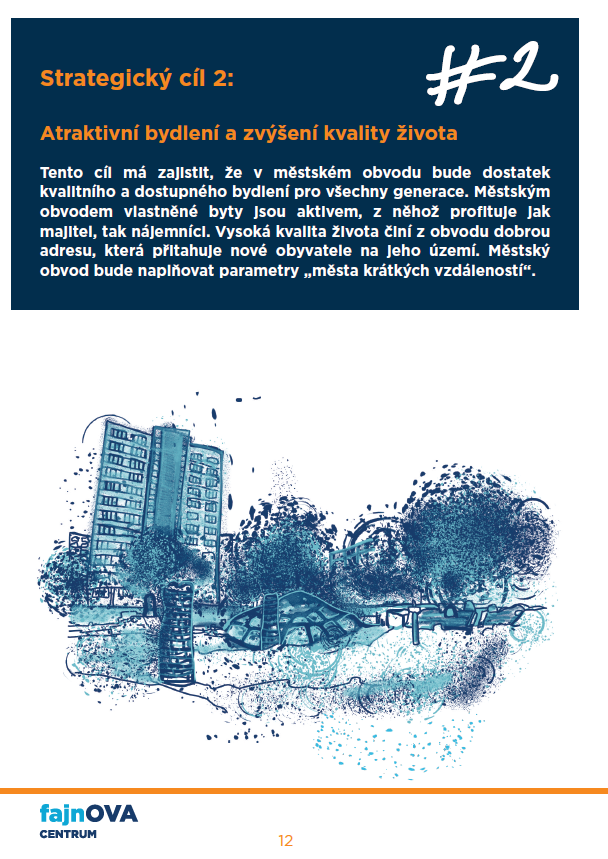 #2
Strategický cíl 2:
Atraktivní bydlení a zvýšení kvality života
Tento cíl má zajistit, že v městském obvodu bude dostatek
kvalitního a dostupného bydlení pro všechny generace. Městským
obvodem vlastněné byty jsou aktivem, z něhož profituje jak
majitel, tak nájemníci. Vysoká kvalita života činí z obvodu dobrou
adresu, která přitahuje nové obyvatele na jeho území. Městský
obvod bude naplňovat parametry „města krátkých vzdáleností“.
fajnOVA
CENTRUM
12